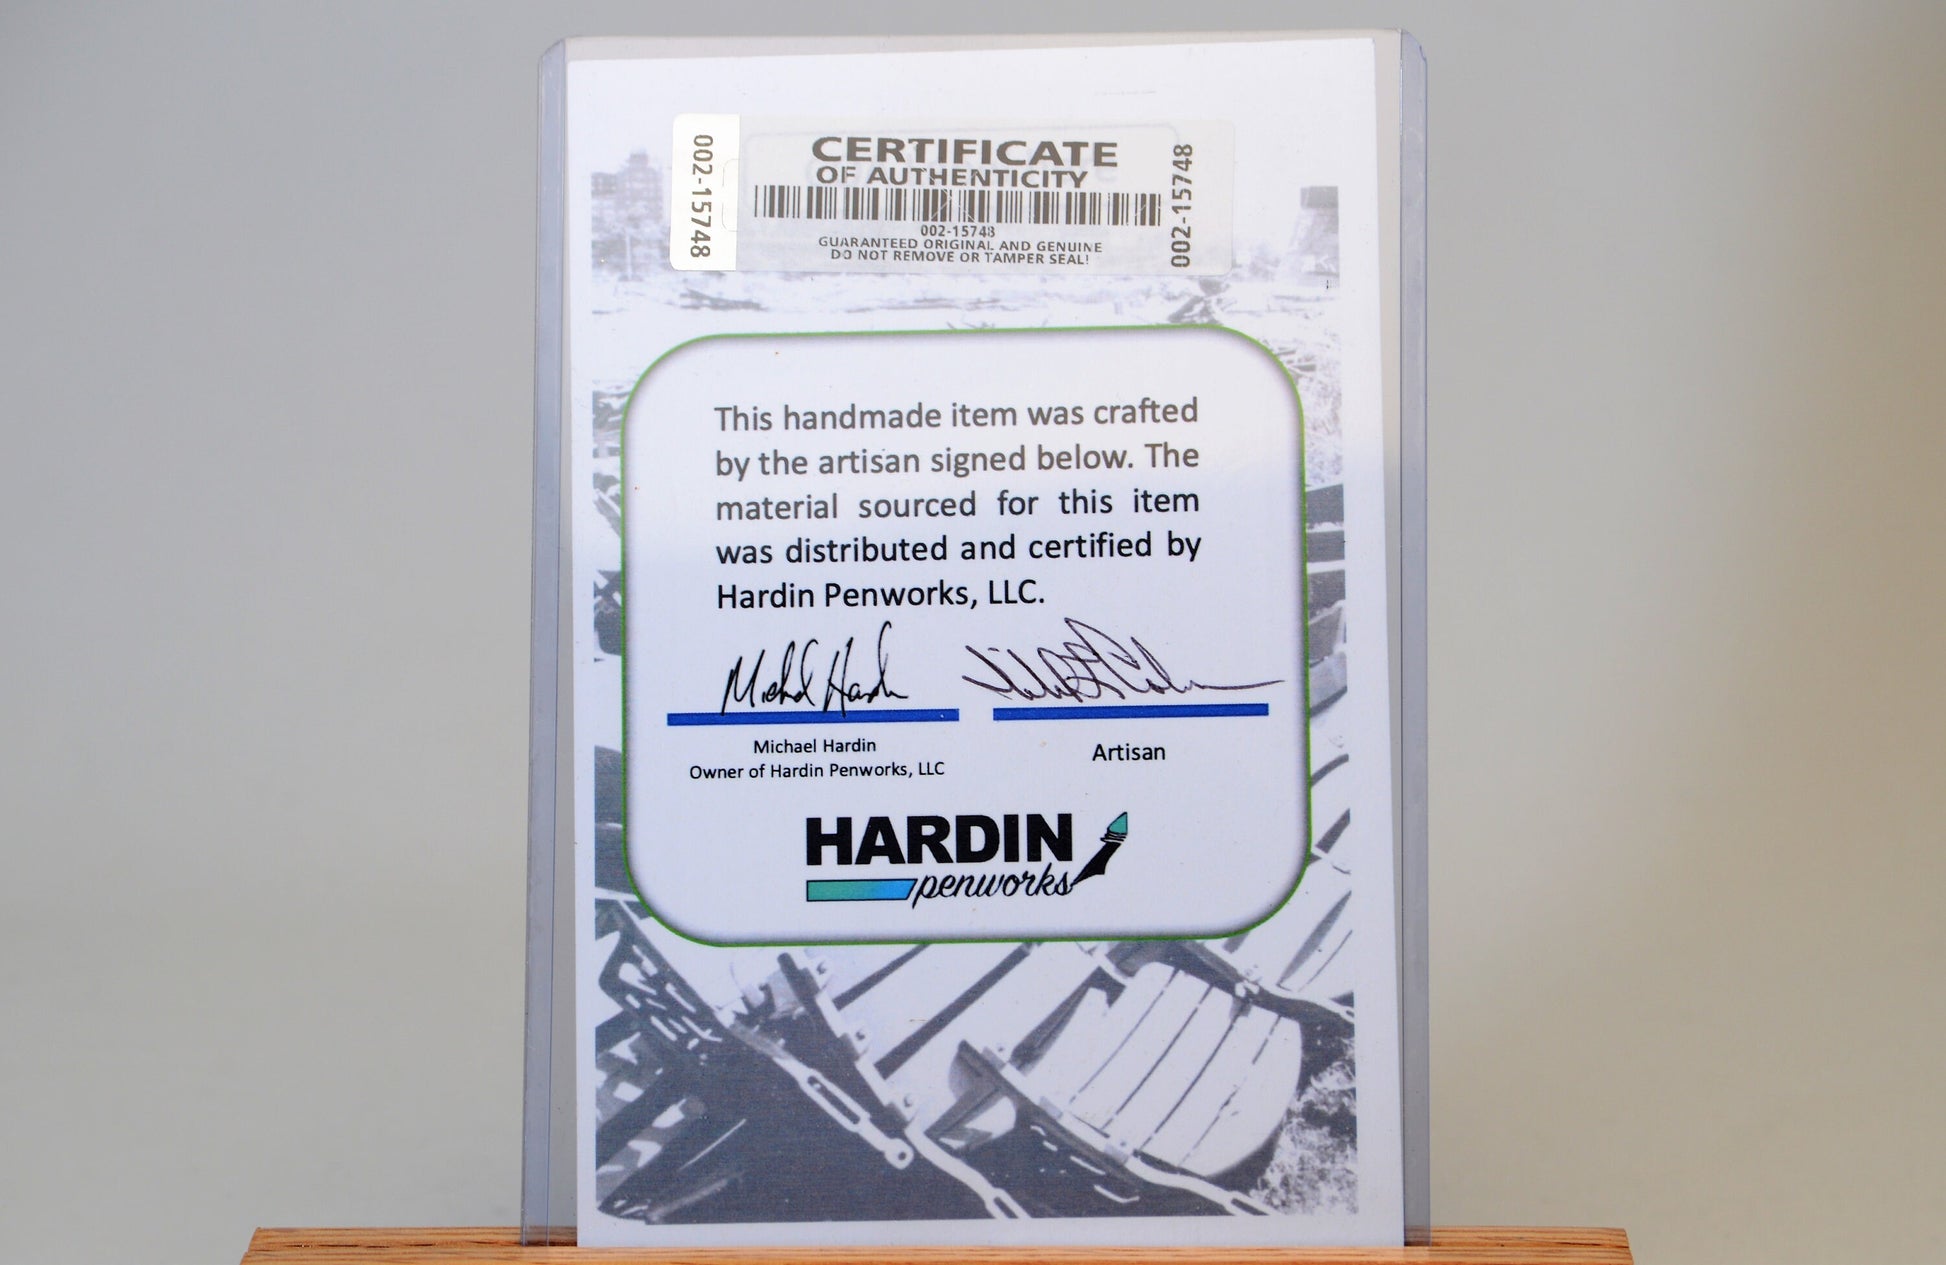 002-15748
CERTIFICATE
OF AUTHENTICITY
002-15748
GUARANTEED ORIGINAL AND GENUINE
DO NOT REMOVE OR TAMPER SEAL!
002-15748
This handmade item was crafted
by the artisan signed below. The
material sourced for this item
was distributed and certified by
Hardin Penworks, LLC.
Michael Hardin
Michael Hardin
Owner of Hardin Penworks, LLC
Artisan
HARDIN
penworks